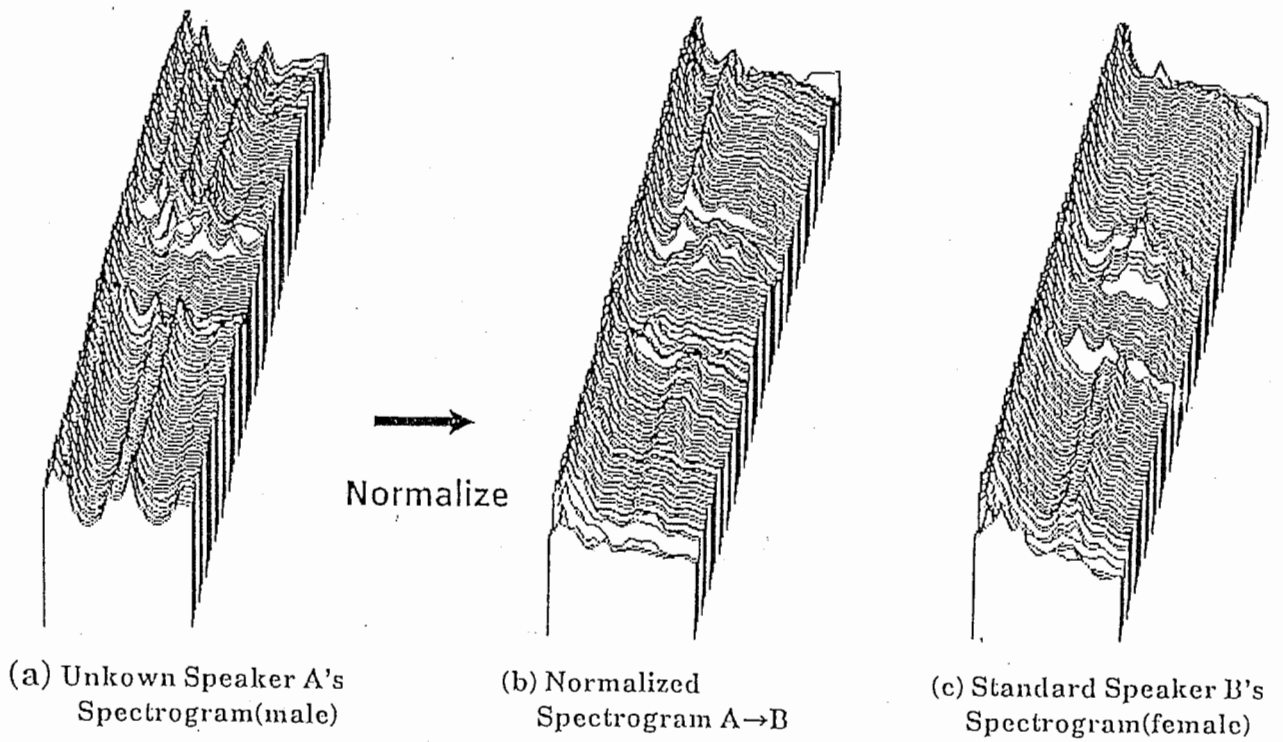 Normalize
(a) Unkown Speaker A's
Spectrogram(male)
(b) Normalized
Spectrogram A→B
(c) Standard Speaker B's
Spectrogram(female)